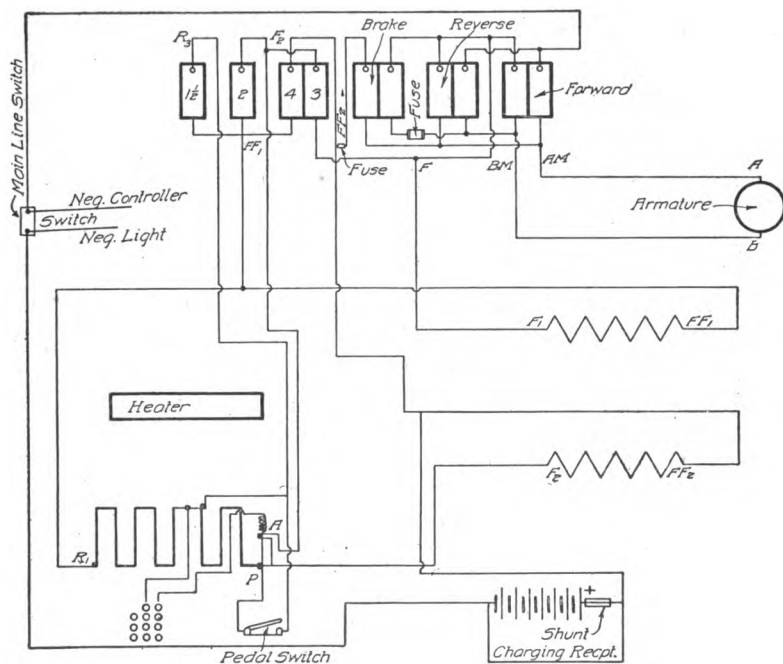 Brake
Reverse
R3
F2
1½
2
4
3
FF2
Fuse
Forward
FF1
Fuse
F
BM
AM
Main Line Switch
Neg. Controller
Switch
Neg. Light
A
Armature
F1
FF1
Heater
F2
FF2
A
R1
P
+
Shunt
Charging Recpt.
Pedal Switch